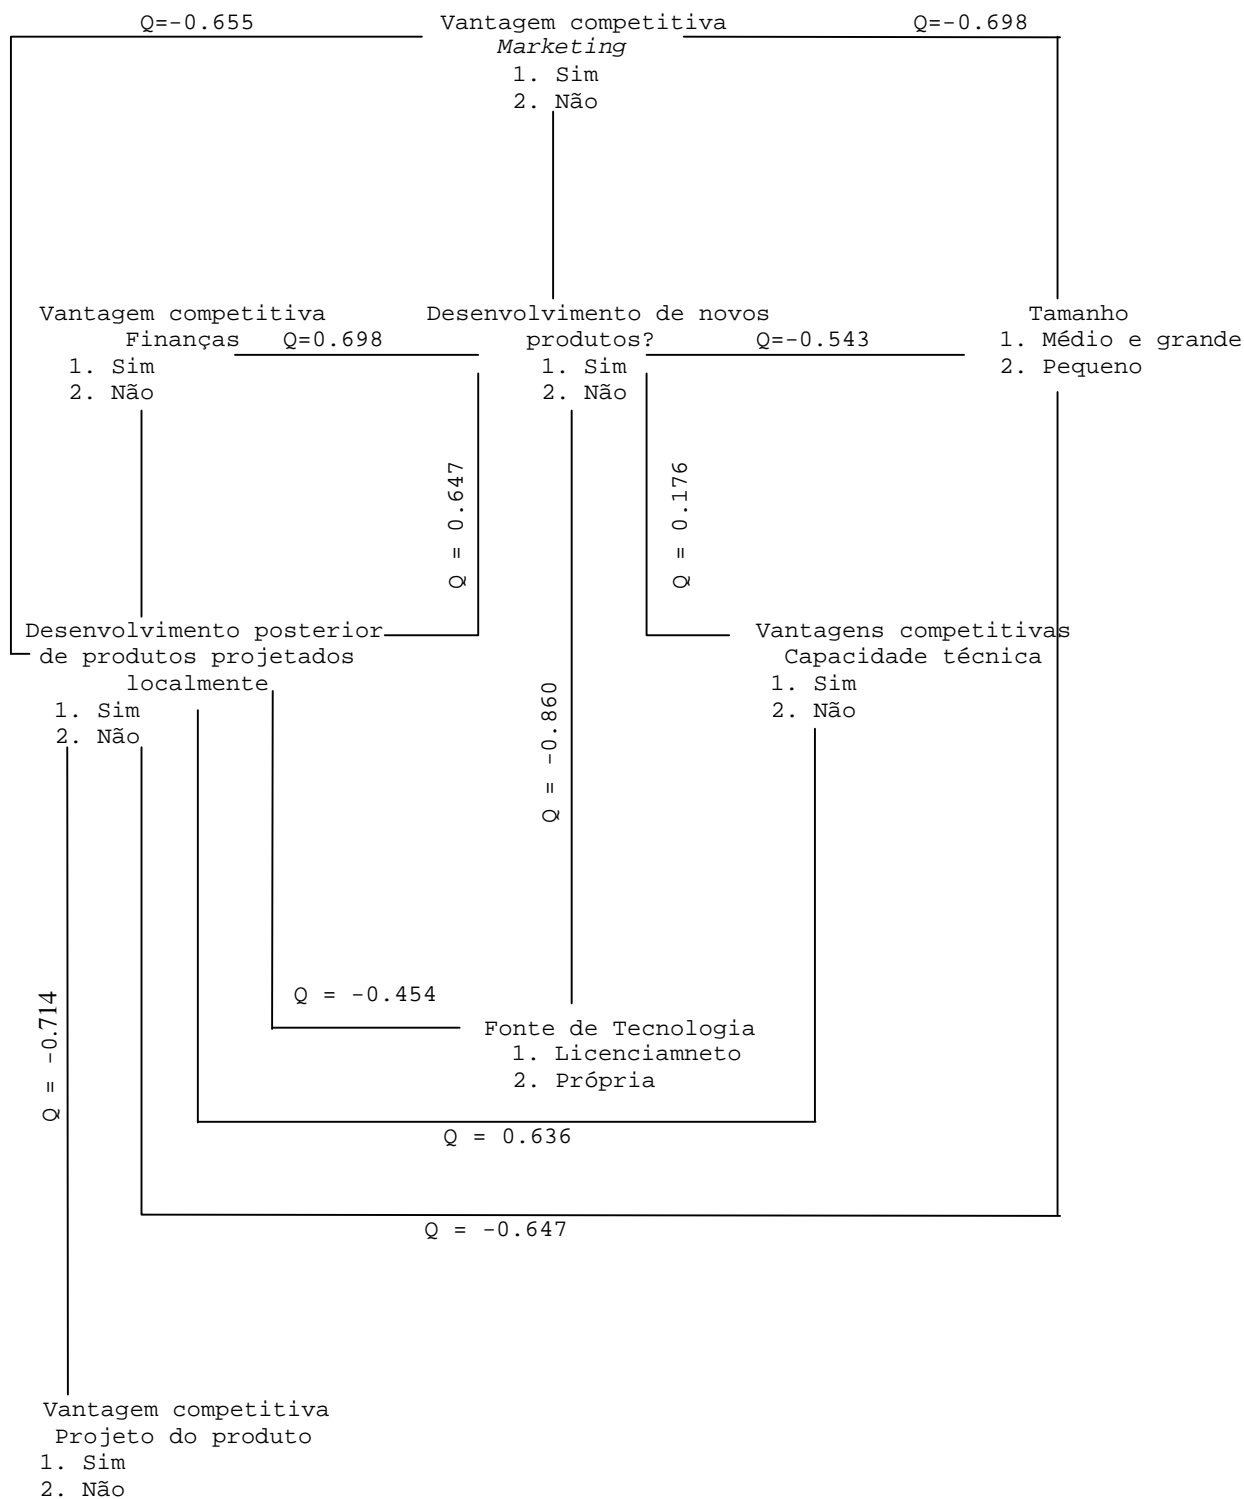 Q=-0.655
Vantagem competitiva
Q=-0.698
Marketing
1. Sim
2. Não
Vantagem competitiva
Finanças
1. Sim
2. Não
Q=0.698
Desenvolvimento de novos
produtos?
1. Sim
2. Não
Q=-0.543
Tamanho
1. Médio e grande
2. Pequeno
Q = 0.647
Q = 0.176
Desenvolvimento posterior
de produtos projetados
localmente
1. Sim
2. Não
Vantagens competitivas
Capacidade técnica
1. Sim
2. Não
Q = -0.860
Q = -0.454
Fonte de Tecnologia
1. Licenciamneto
2. Própria
Q = -0.714
Q = 0.636
Q = -0.647
Vantagem competitiva
Projeto do produto
1. Sim
2. Não